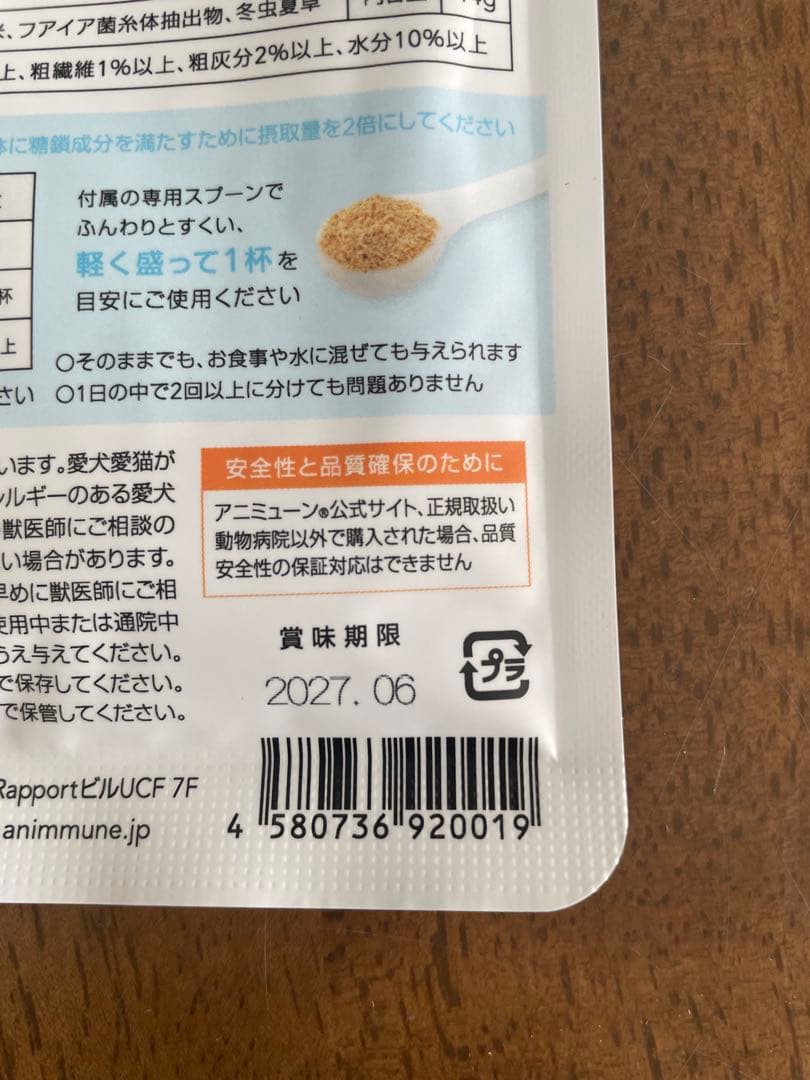 、フアイア菌糸体抽出物、冬虫夏草
14g
上、粗繊維1%以上、粗灰分2%以上、水分10%以上
体に糖鎖成分を満たすために摂取量を2倍にしてください
付属の専用スプーンで
ふんわりとすくい、
軽く盛って1杯を
目安にご使用ください
杯
上
○そのままでも、お食事や水に混ぜても与えられます
さい ○1日の中で2回以上に分けても問題ありません
います。愛犬愛猫が
レルギーのある愛犬
獣医師にご相談の
い場合があります。
早めに獣医師にご相
使用中または通院中
うえ与えてください。
で保存してください。
で保管してください。
安全性と品質確保のために
アニミューン®公式サイト、正規取扱い
動物病院以外で購入された場合、品質
安全性の保証対応はできません
賞味期限
2027.06
プラ
RapportビルUCF 7F
animmune.jp
4 580736 920019